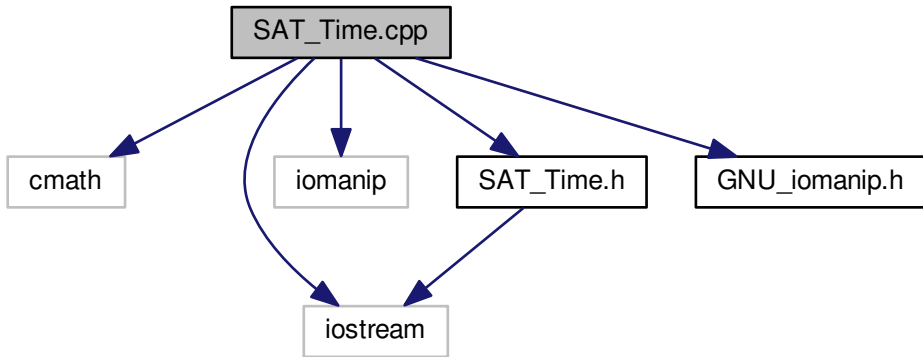 SAT_Time.cpp
cmath
iomanip
SAT_Time.h
GNU_iomanip.h
iostream